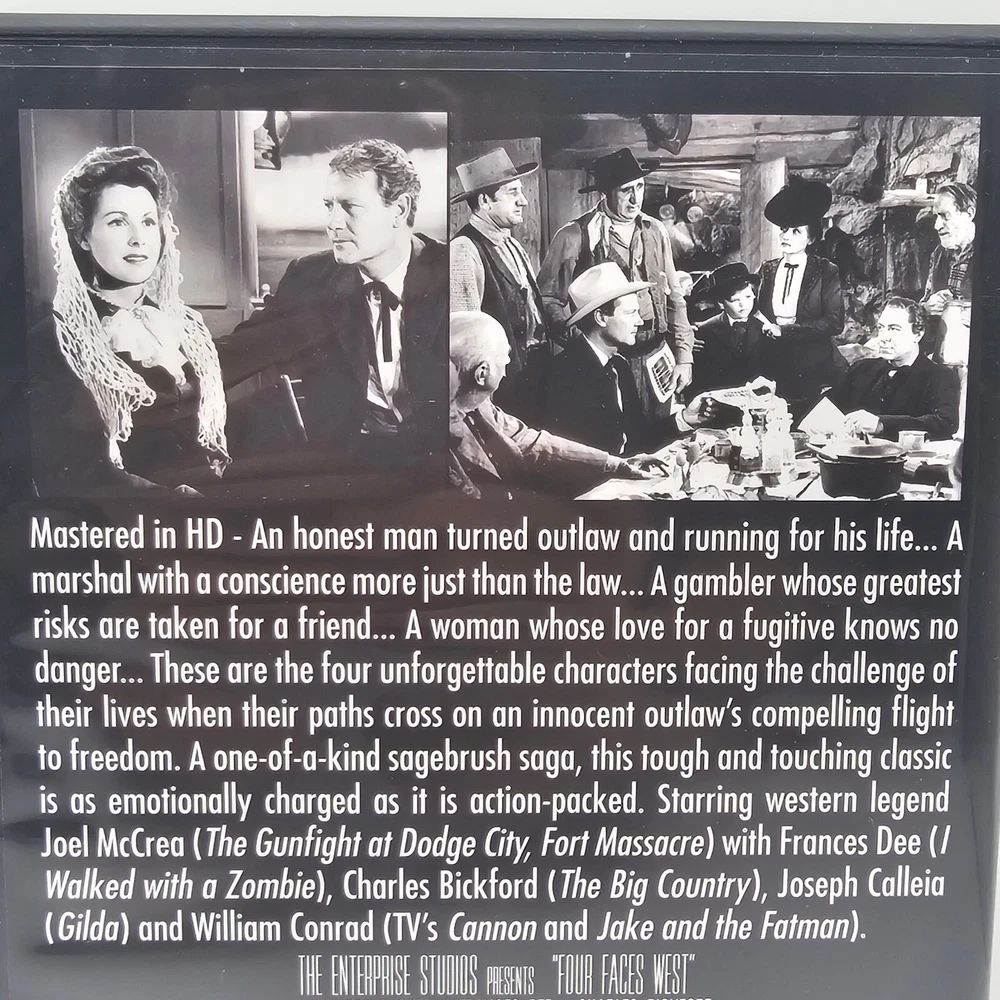 Mastered in HD - An honest man turned outlaw and running for his life... A
marshal with a conscience more just than the law... A gambler whose greatest
risks are taken for a friend... A woman whose love for a fugitive knows no
danger... These are the four unforgettable characters facing the challenge of
their lives when their paths cross on an innocent outlaw's compelling flight
to freedom. A one-of-a-kind sagebrush saga, this tough and touching classic
is as emotionally charged as it is action-packed. Starring western legend
Joel McCrea (The Gunfight at Dodge City, Fort Massacre) with Frances Dee (I
Walked with a Zombie), Charles Bickford (The Big Country), Joseph Calleia
(Gilda) and William Conrad (TV's Cannon and Jake and the Fatman).
THE ENTERPRISE STUDIOS PRESENTS "FOUR FACES WEST"